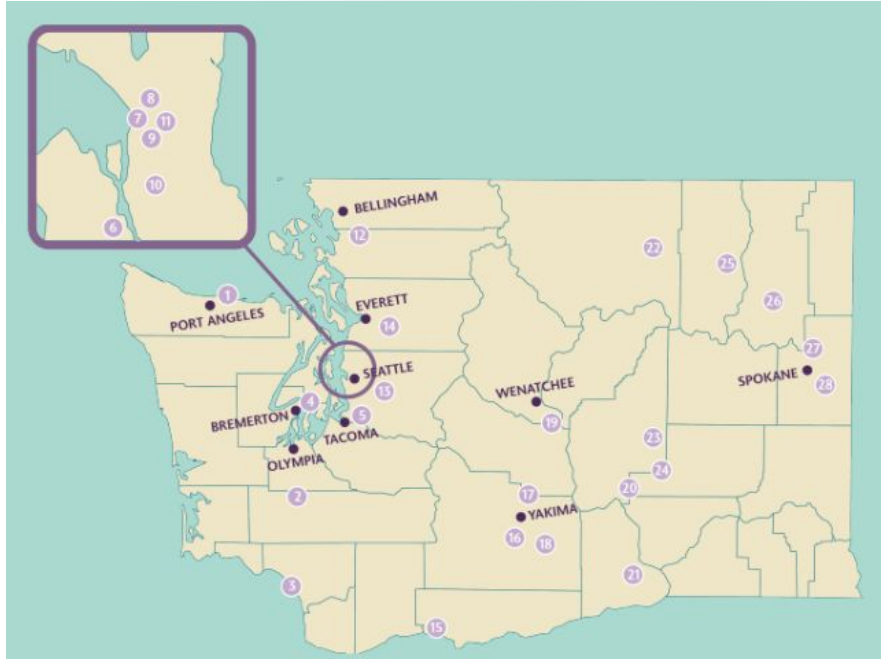 8
7
11
9
10
6
BELLINGHAM
12
22
25
1
26
EVERETT
PORT ANGELES
14
27
SEATTLE
SPOKANE
28
WENATCHEE
13
4
BREMERTON
5
19
TACOMA
23
OLYMPIA
24
20
2
17
YAKIMA
16
18
21
3
15